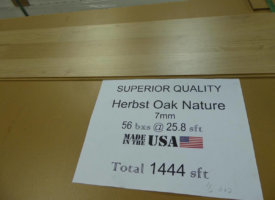 SUPERIOR QUALITY
Herbst Oak Nature
7mm
56 bxs @ 25.8 sft
MADE
IN THE USA
Total 1444 sft